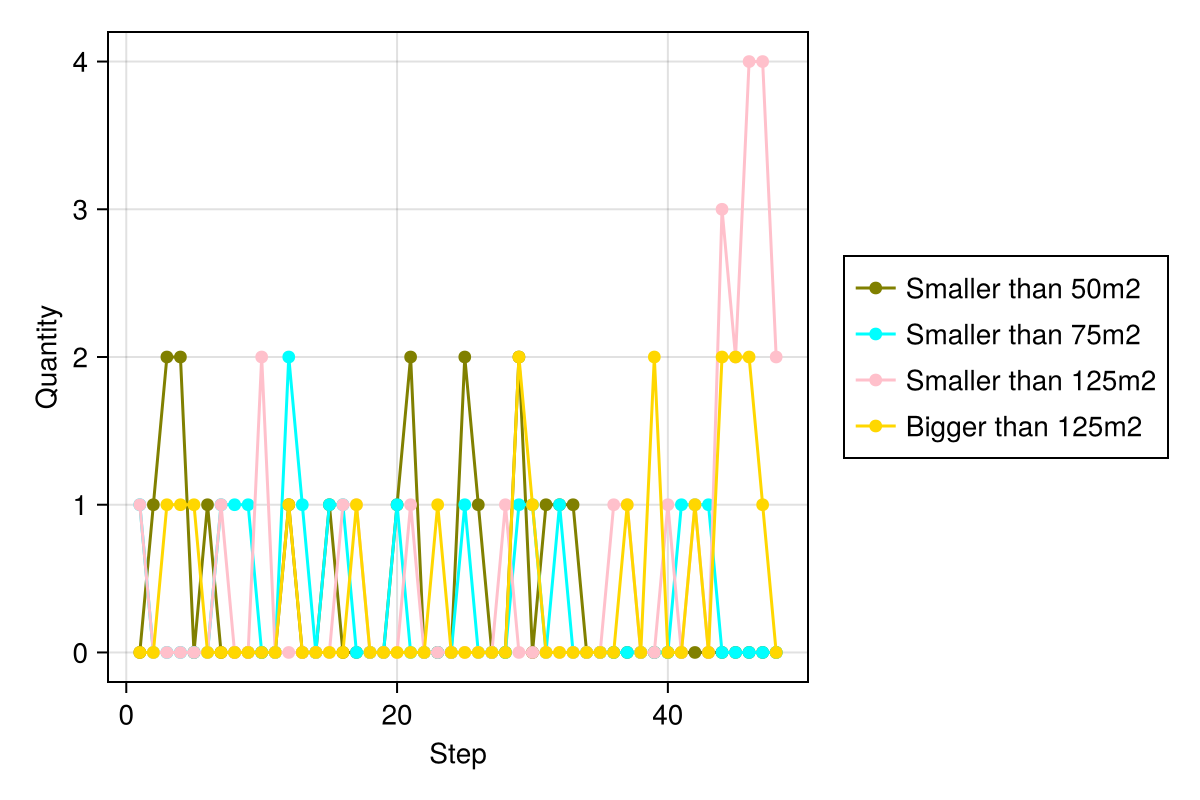 4
3
2
1
0
Quantity
0 20 40
Step
Smaller than 50m2
Smaller than 75m2
Smaller than 125m2
Bigger than 125m2